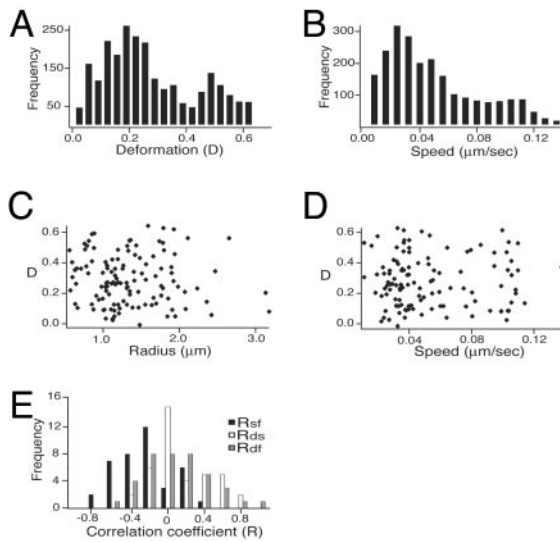 A
250
150
50
Frequency
0.0
0.2
0.4
0.6
Deformation (D)
B
300
200
100
Frequency
0.00
0.04
0.08
0.12
Speed (μm/sec)
C
0.6
0.4
D
0.2
0.0
1.0
2.0
3.0
Radius (μm)
D
0.6
0.4
D
0.2
0.0
0.04
0.08
0.12
Speed (μm/sec)
E
16
12
8
4
0
Frequency
Rsf
Rds
Rdf
-0.8
-0.4
0
0.4
0.8
Correlation coefficient (R)